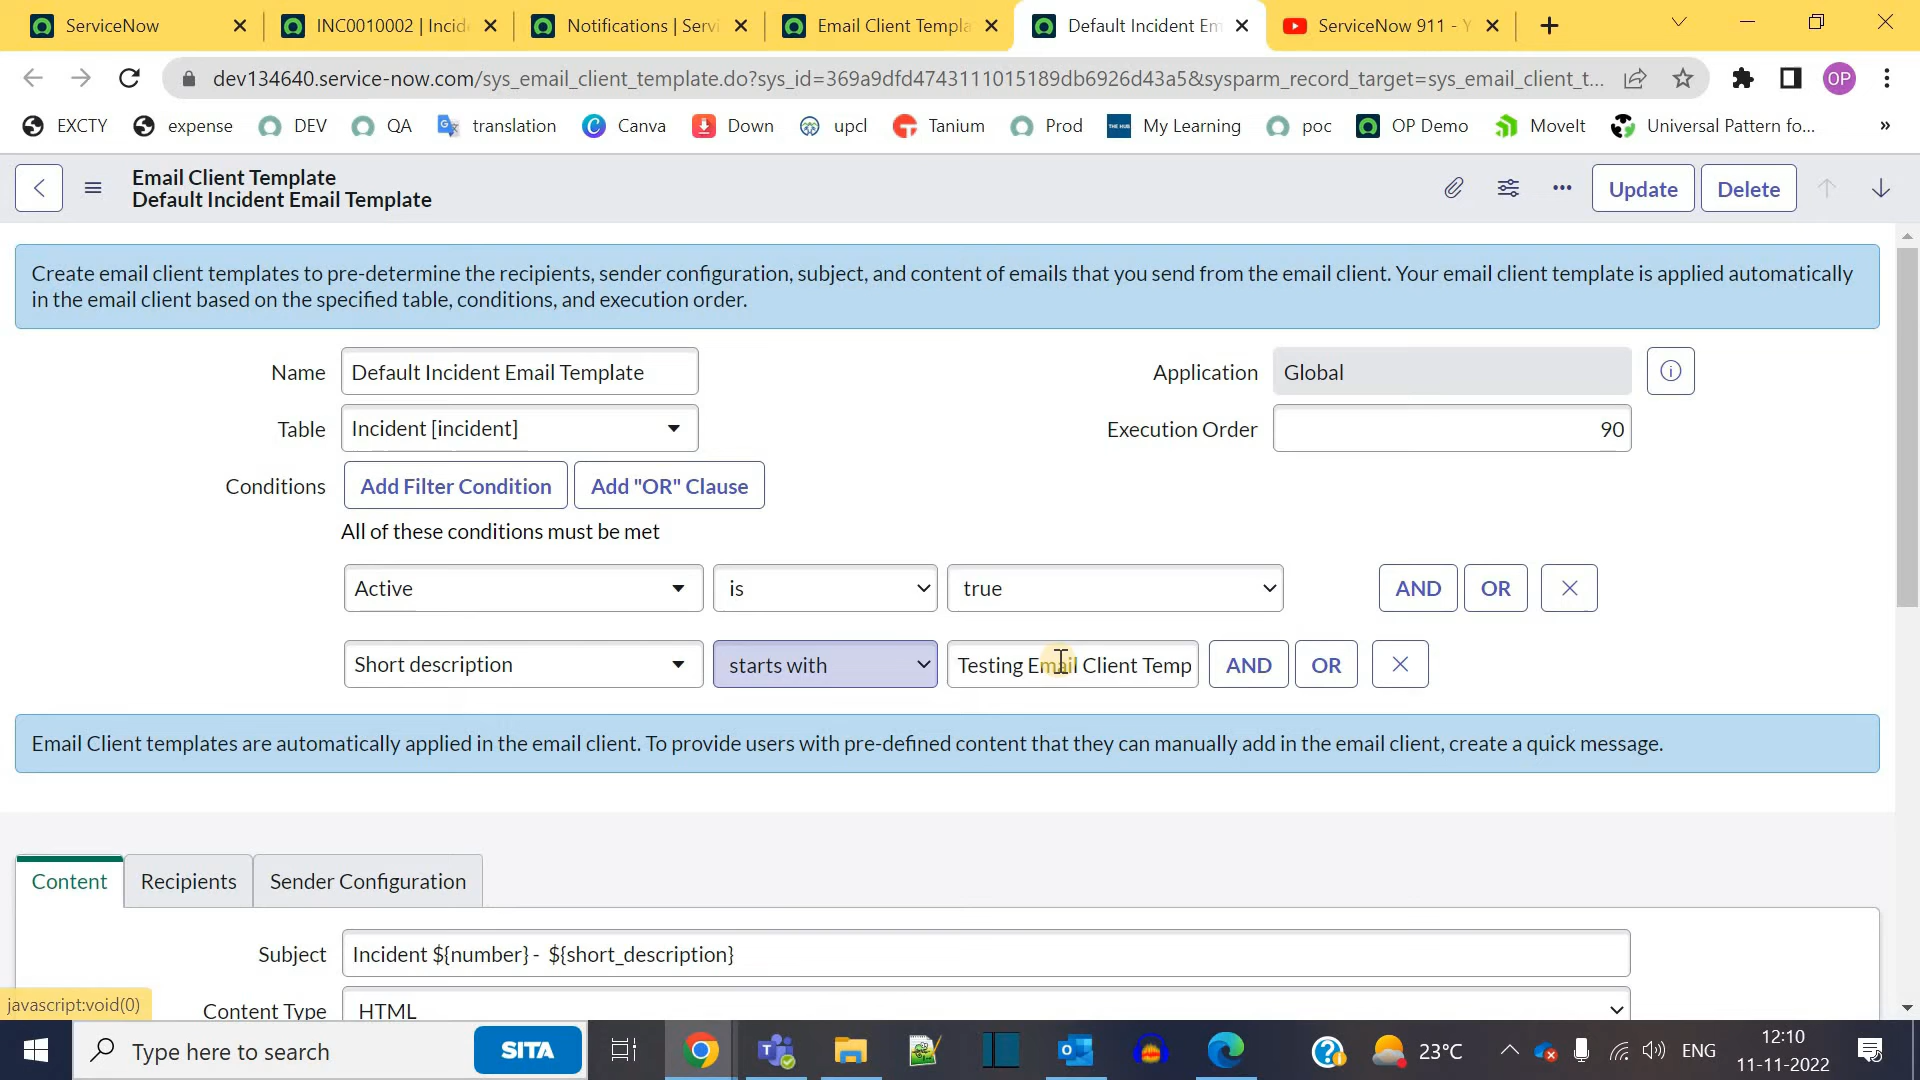 ServiceNow
INC0010002 | Incid
Notifications | Servi
Email Client Templa
Default Incident Em
ServiceNow 911 - Y
dev134640.service-now.com/sys_email_client_template.do?sys_id=369a9dfd4743111015189db6926d43a5&sysparm_record_target=sys_email_client_t...
OP
EXCTY
expense
DEV
QA
translation
Canva
Down
upcl
Tanium
Prod
THE HUB
My Learning
poc
OP Demo
MoveIt
Universal Pattern fo...
»
Email Client Template
Default Incident Email Template
Update
Delete
Create email client templates to pre-determine the recipients, sender configuration, subject, and content of emails that you send from the email client. Your email client template is applied automatically
in the email client based on the specified table, conditions, and execution order.
Name
Default Incident Email Template
Application
Global
Table
Incident [incident]
Execution Order
90
Conditions
Add Filter Condition
Add "OR" Clause
All of these conditions must be met
Active
is
true
AND
OR
Short description
starts with
Testing Email Client Temp
AND
OR
Email Client templates are automatically applied in the email client. To provide users with pre-defined content that they can manually add in the email client, create a quick message.
Content
Recipients
Sender Configuration
Subject
Incident ${number} - ${short_description}
javascript:void(0)
Content Type
HTML
Type here to search
SITA
23°C
ENG
12:10
11-11-2022